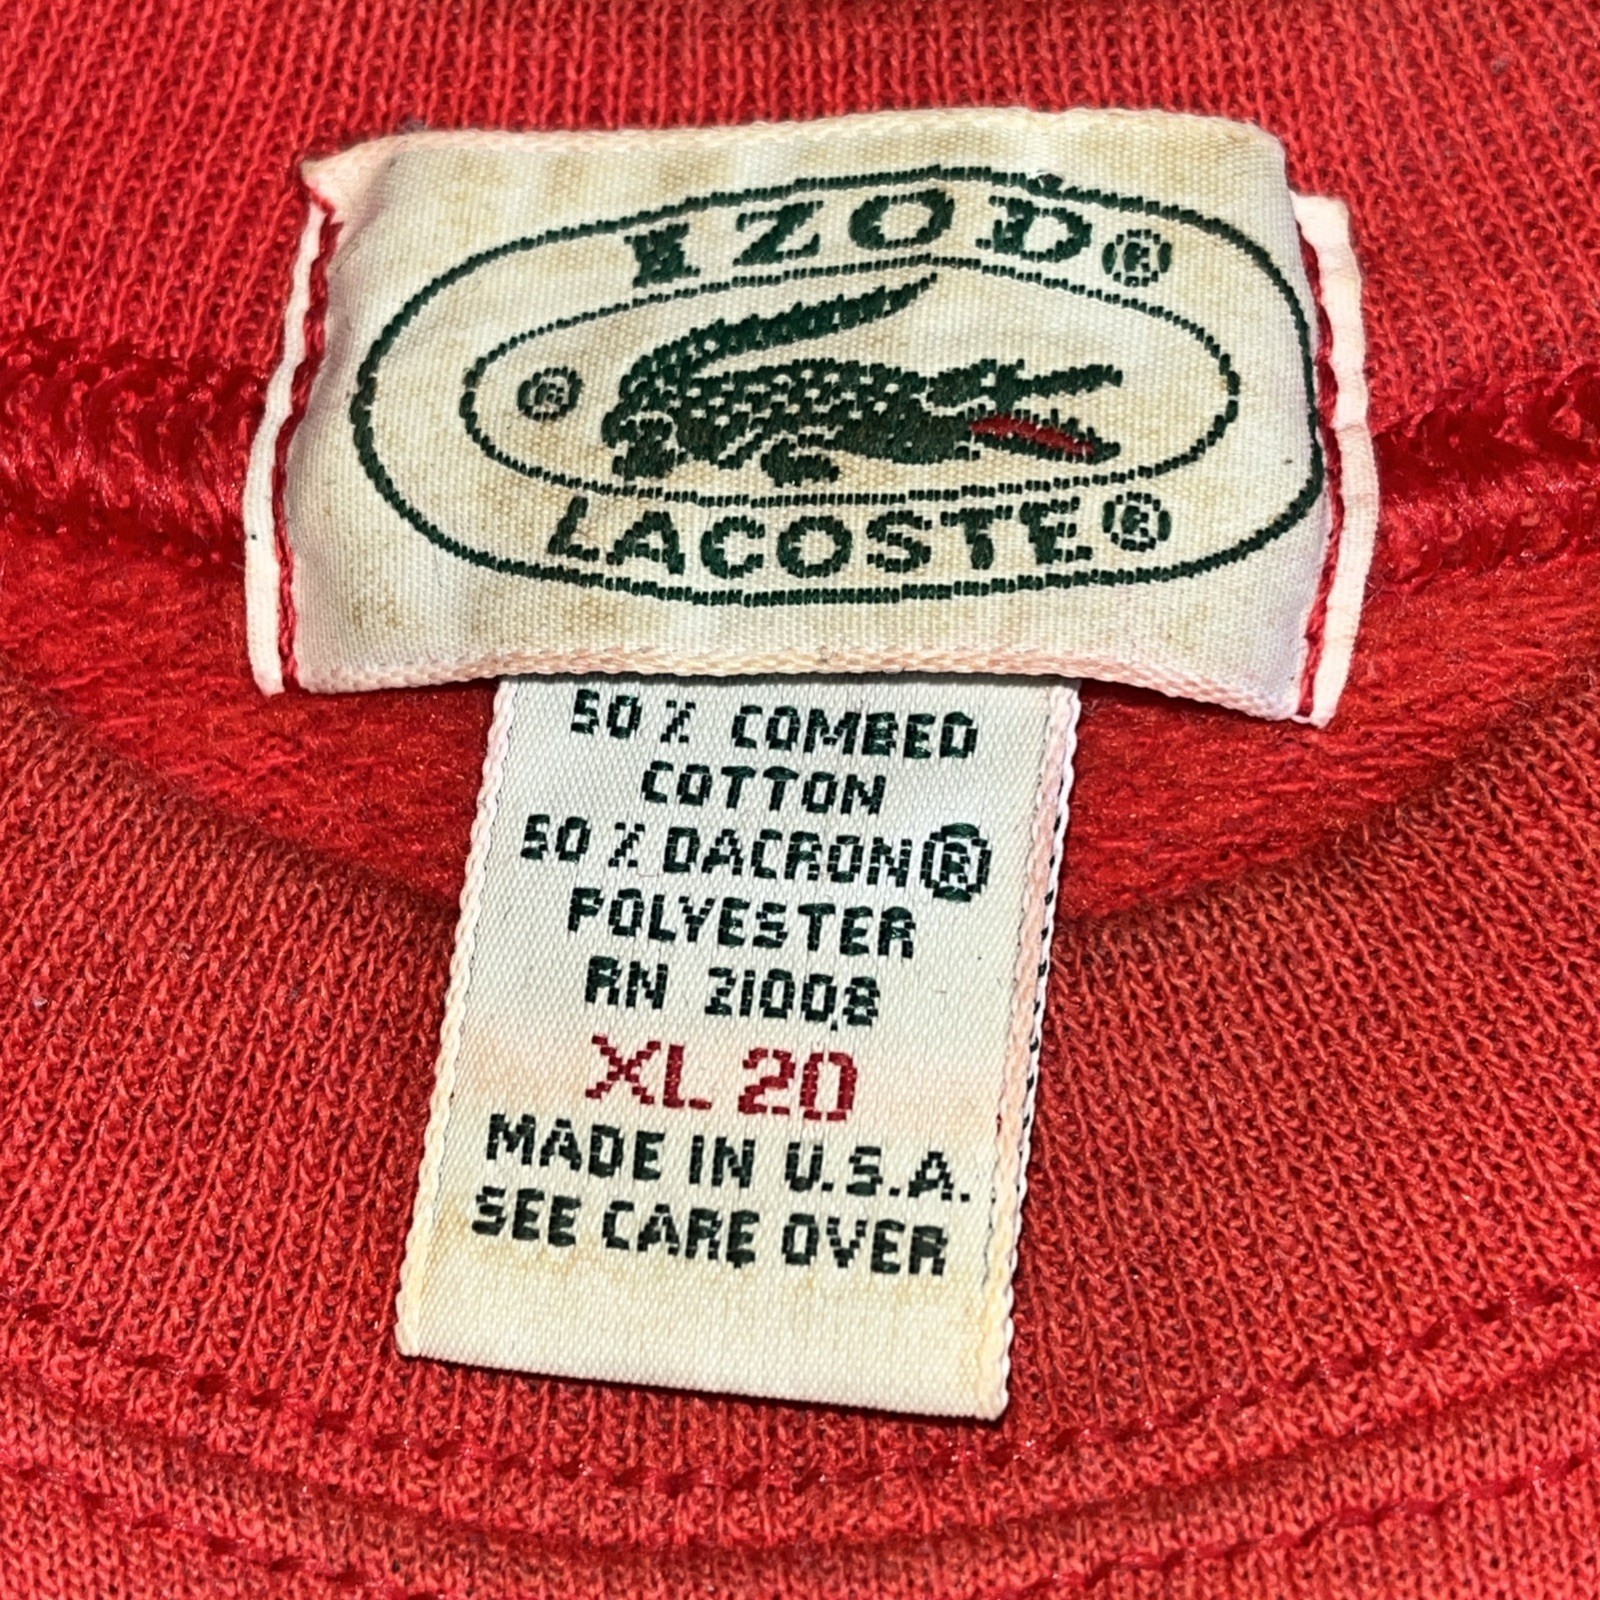 IZOD®
®
LACOSTE®
50% COMBED
COTTON
50% DACRON®
POLYESTER
RN 21008
XL 20
MADE IN U.S.A.
SEE CARE OVER